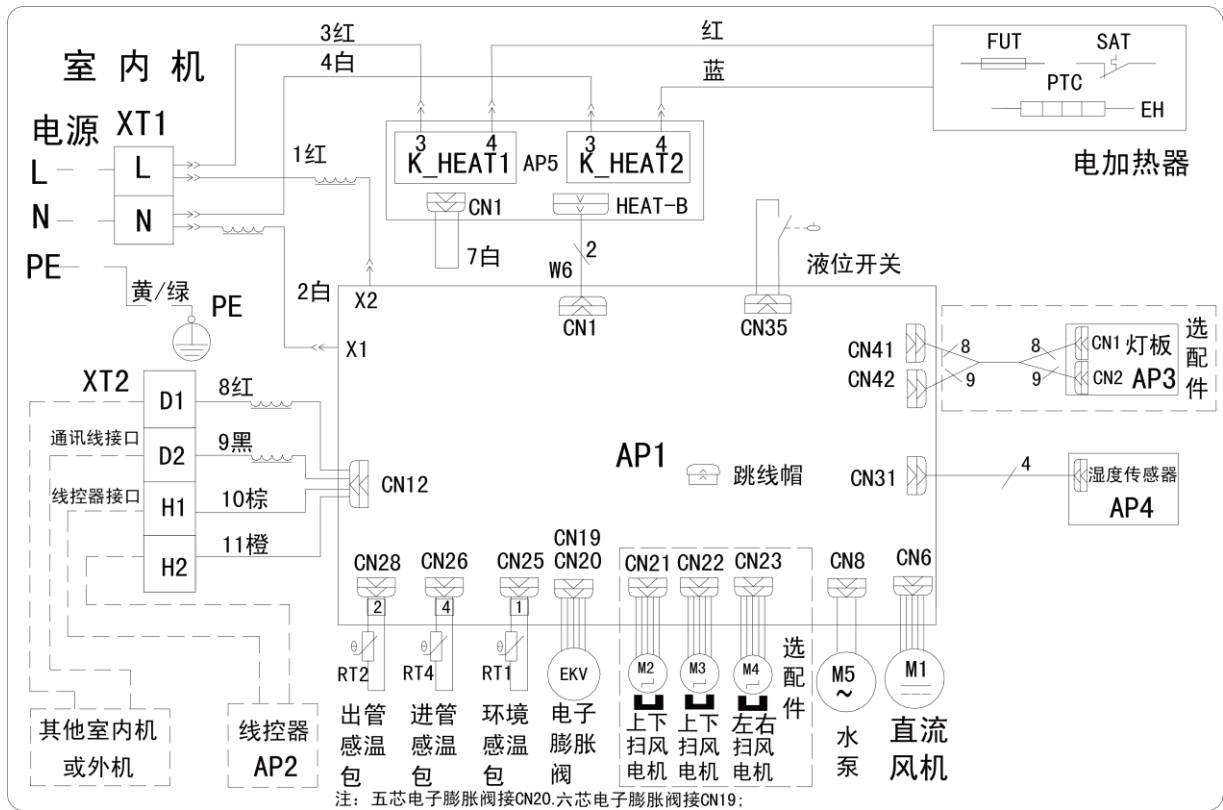 室内机
3红
4白
红
蓝
FUT
SAT
PTC
EH
电加热器
电源 XT1
L
L
N
N
PE
黄/绿
PE
1红
2白
3 4
K_HEAT1
AP5
3 4
K_HEAT2
CN1
HEAT-B
7白
W6
2
X2
X1
CN1
液位开关
CN35
CN41
CN42
8
9
8
9
CN1 灯板
CN2 AP3
选配件
XT2
D1
D2
H1
H2
8红
9黑
10棕
11橙
通讯线接口
线控器接口
CN12
AP1
跳线帽
CN31
4
湿度传感器
AP4
CN28
CN26
CN25
CN19
CN20
CN21
CN22
CN23
CN8
CN6
2
4
1
θ
RT2
θ
RT4
θ
RT1
EKV
M2
M3
M4
M5
~
M1
选配件
其他室内机
或外机
线控器
AP2
出管
感温
包
进管
感温
包
环境
感温
包
电子
膨胀
阀
上下
扫风
电机
上下
扫风
电机
左右
扫风
电机
水
泵
直流
风机
注: 五芯电子膨胀阀接CN20.六芯电子膨胀阀接CN19;